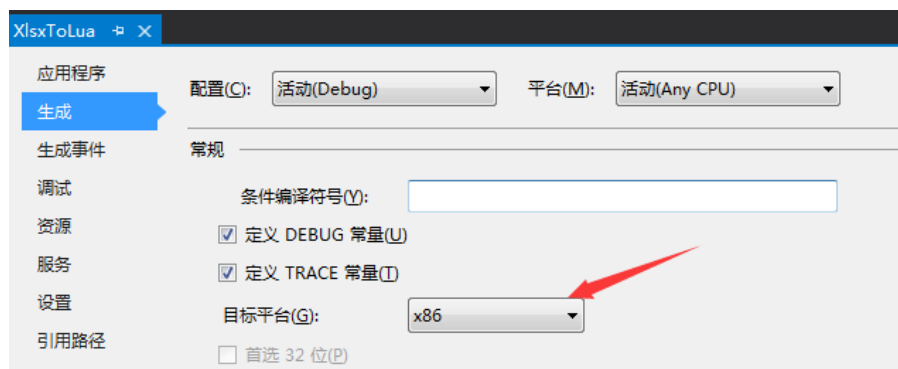 XlsxToLua
应用程序
生成
生成事件
调试
资源
服务
设置
引用路径
配置(C): 活动(Debug) 平台(M): 活动(Any CPU)
常规
条件编译符号(Y):
定义 DEBUG 常量(U)
定义 TRACE 常量(T)
目标平台(G): x86
首选 32 位(P)